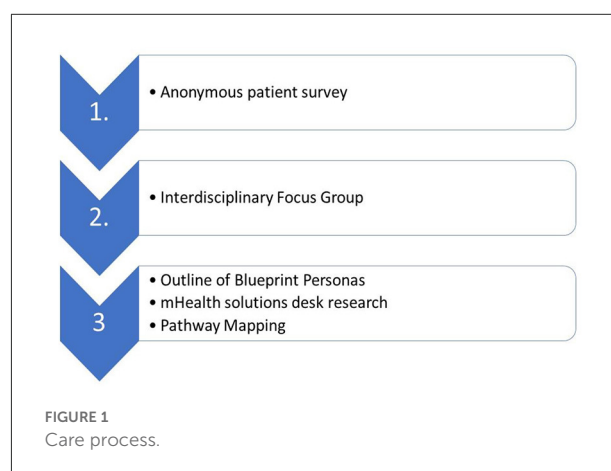 1.
• Anonymous patient survey
2.
• Interdisciplinary Focus Group
3
• Outline of Blueprint Personas
• mHealth solutions desk research
• Pathway Mapping
FIGURE 1
Care process.